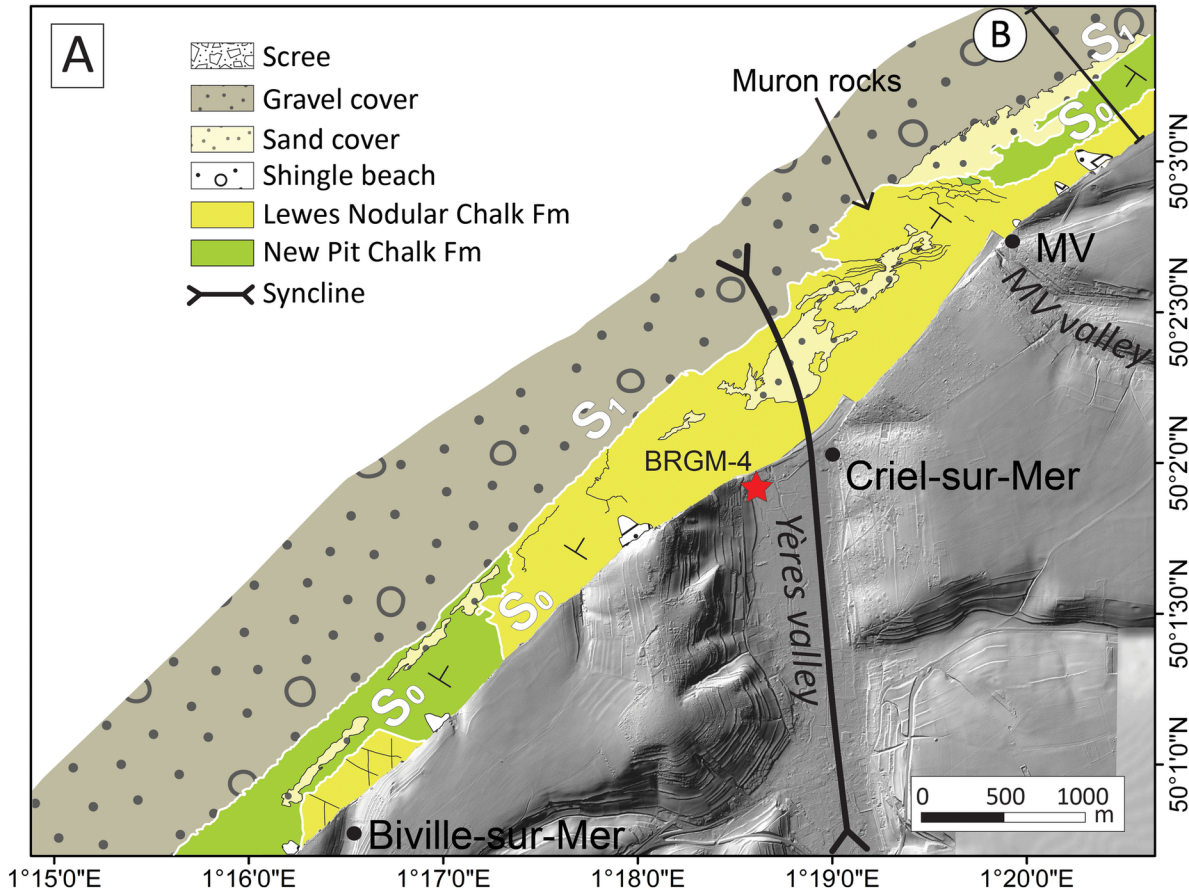 A
Scree
Gravel cover
Sand cover
Shingle beach
Lewes Nodular Chalk Fm
New Pit Chalk Fm
Syncline
B
S1
S0
Muron rocks
MV
MV valley
S1
BRGM-4
Criel-sur-Mer
Yères valley
S0
S0
Biville-sur-Mer
0 500 1000
m
50°3'0"N
50°2'30"N
50°2'0"N
50°1'30"N
50°1'0"N
1°15'0"E 1°16'0"E 1°17'0"E 1°18'0"E 1°19'0"E 1°20'0"E